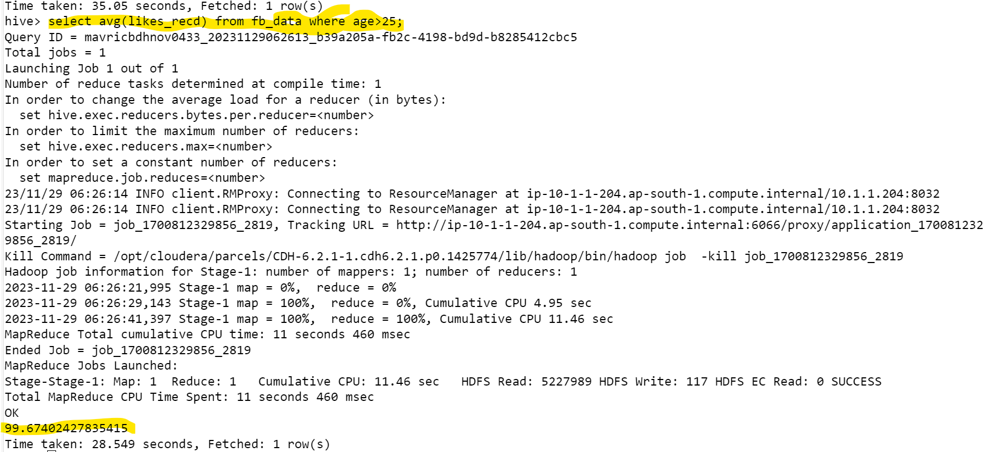 Time taken: 35.05 seconds, Fetched: 1 row(s)
hive> select avg(likes_recd) from fb_data where age>25;
Query ID = mavricbdhnov0433_20231129062613_b39a205a-fb2c-4198-bd9d-b8285412cbc5
Total jobs = 1
Launching Job 1 out of 1
Number of reduce tasks determined at compile time: 1
In order to change the average load for a reducer (in bytes):
  set hive.exec.reducers.bytes.per.reducer=<number>
In order to limit the maximum number of reducers:
  set hive.exec.reducers.max=<number>
In order to set a constant number of reducers:
  set mapreduce.job.reduces=<number>
23/11/29 06:26:14 INFO client.RMProxy: Connecting to ResourceManager at ip-10-1-1-204.ap-south-1.compute.internal/10.1.1.204:8032
23/11/29 06:26:14 INFO client.RMProxy: Connecting to ResourceManager at ip-10-1-1-204.ap-south-1.compute.internal/10.1.1.204:8032
Starting Job = job_1700812329856_2819, Tracking URL = http://ip-10-1-1-204.ap-south-1.compute.internal:6066/proxy/application_170081232
9856_2819/
Kill Command = /opt/cloudera/parcels/CDH-6.2.1-1.cdh6.2.1.p0.1425774/lib/hadoop/bin/hadoop job  -kill job_1700812329856_2819
Hadoop job information for Stage-1: number of mappers: 1; number of reducers: 1
2023-11-29 06:26:21,995 Stage-1 map = 0%,  reduce = 0%
2023-11-29 06:26:29,143 Stage-1 map = 100%,  reduce = 0%, Cumulative CPU 4.95 sec
2023-11-29 06:26:41,397 Stage-1 map = 100%,  reduce = 100%, Cumulative CPU 11.46 sec
MapReduce Total cumulative CPU time: 11 seconds 460 msec
Ended Job = job_1700812329856_2819
MapReduce Jobs Launched:
Stage-Stage-1: Map: 1  Reduce: 1   Cumulative CPU: 11.46 sec   HDFS Read: 5227989 HDFS Write: 117 HDFS EC Read: 0 SUCCESS
Total MapReduce CPU Time Spent: 11 seconds 460 msec
OK
99.67402427835415
Time taken: 28.549 seconds, Fetched: 1 row(s)